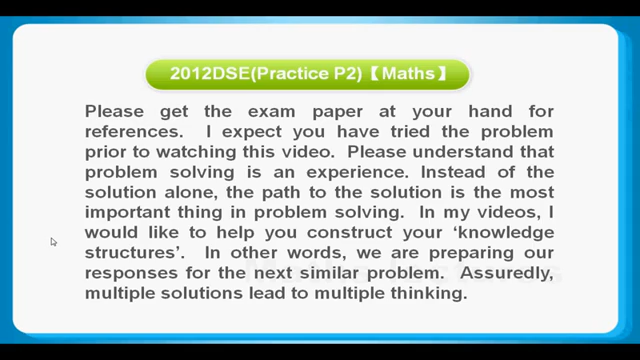 2012DSE(Practice P2)【Maths】
Please get the exam paper at your hand for
references. I expect you have tried the problem
prior to watching this video. Please understand that
problem solving is an experience. Instead of the
solution alone, the path to the solution is the most
important thing in problem solving. In my videos, I
would like to help you construct your ‘knowledge
structures’. In other words, we are preparing our
responses for the next similar problem. Assuredly,
multiple solutions lead to multiple thinking.